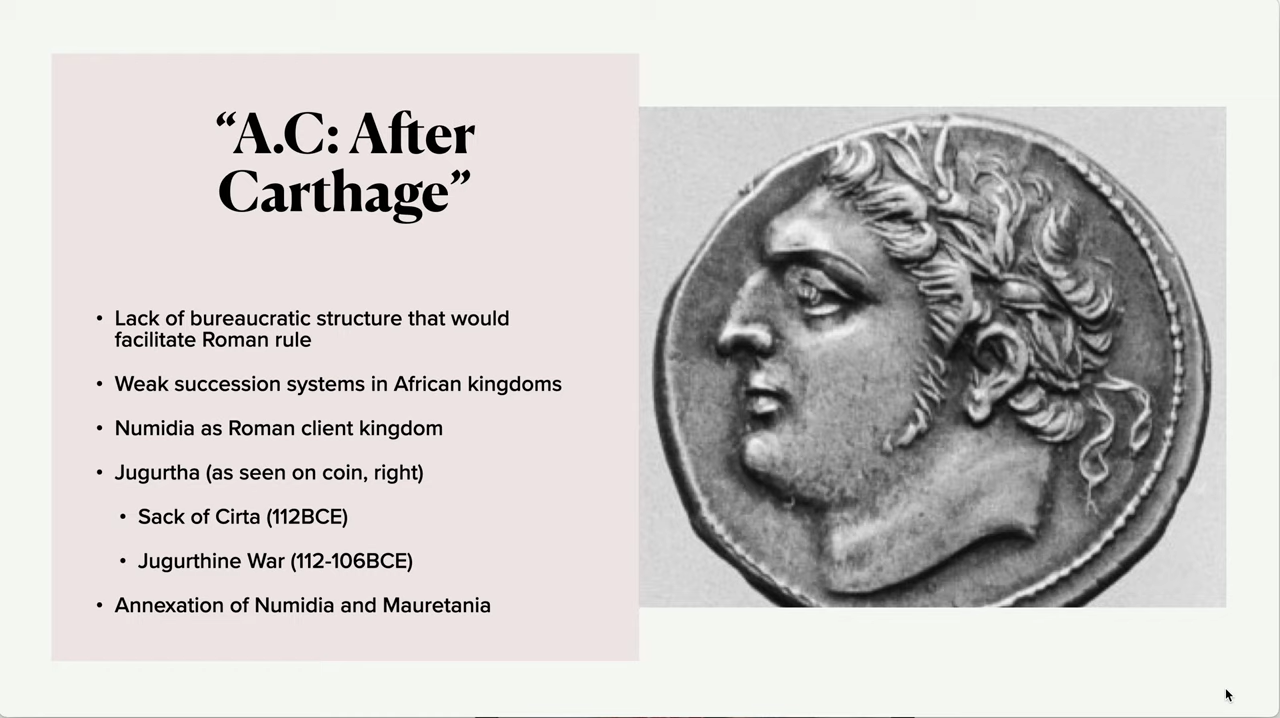 “A.C: After
Carthage”
• Lack of bureaucratic structure that would
facilitate Roman rule
• Weak succession systems in African kingdoms
• Numidia as Roman client kingdom
• Jugurtha (as seen on coin, right)
• Sack of Cirta (112BCE)
• Jugurthine War (112-106BCE)
• Annexation of Numidia and Mauretania